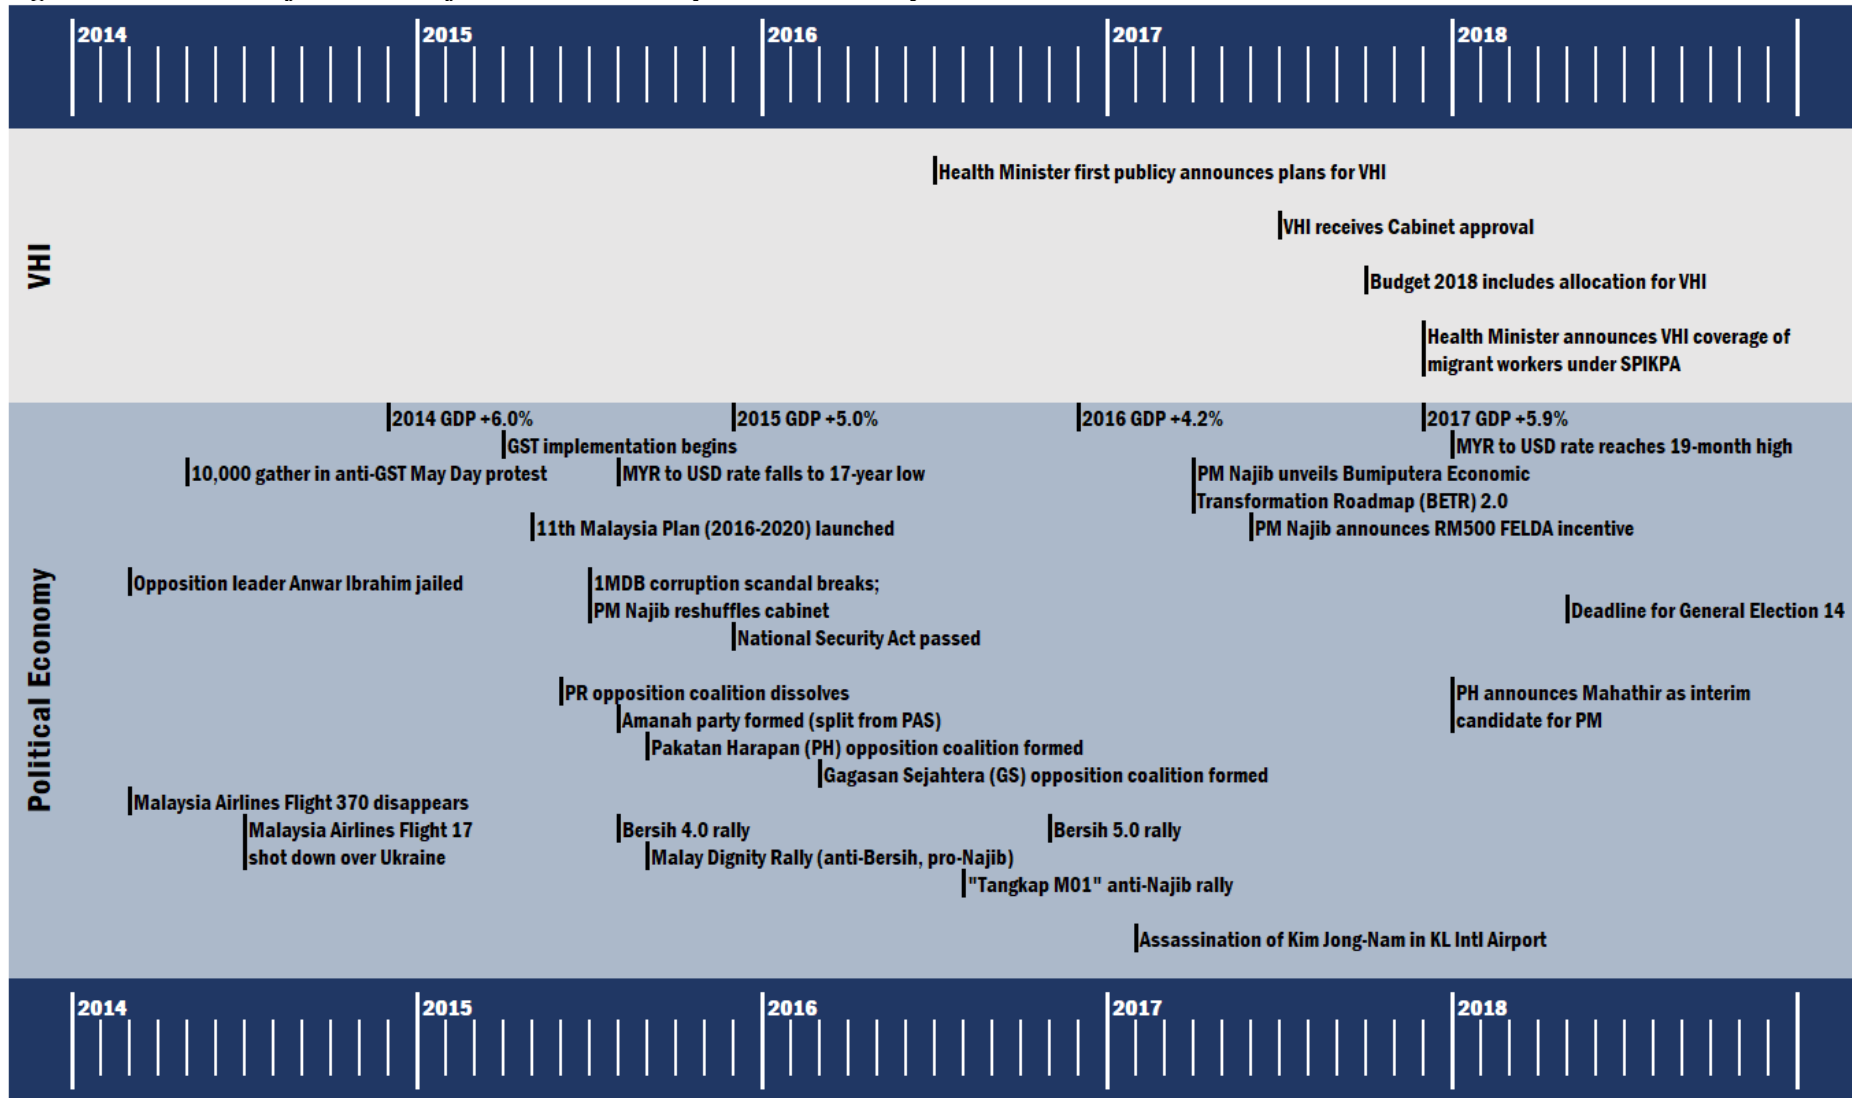 2014
2015
2016
2017
2018
VHI
Health Minister first publicy announces plans for VHI
VHI receives Cabinet approval
Budget 2018 includes allocation for VHI
Health Minister announces VHI coverage of
migrant workers under SPIKPA
Political Economy
2014 GDP +6.0%
2015 GDP +5.0%
2016 GDP +4.2%
2017 GDP +5.9%
GST implementation begins
MYR to USD rate reaches 19-month high
10,000 gather in anti-GST May Day protest
MYR to USD rate falls to 17-year low
PM Najib unveils Bumiputera Economic
Transformation Roadmap (BETR) 2.0
11th Malaysia Plan (2016-2020) launched
PM Najib announces RM500 FELDA incentive
Opposition leader Anwar Ibrahim jailed
1MDB corruption scandal breaks;
PM Najib reshuffles cabinet
Deadline for General Election 14
National Security Act passed
PR opposition coalition dissolves
PH announces Mahathir as interim
candidate for PM
Amanah party formed (split from PAS)
Pakatan Harapan (PH) opposition coalition formed
Gagasan Sejahtera (GS) opposition coalition formed
Malaysia Airlines Flight 370 disappears
Malaysia Airlines Flight 17
shot down over Ukraine
Bersih 4.0 rally
Bersih 5.0 rally
Malay Dignity Rally (anti-Bersih, pro-Najib)
"Tangkap M01" anti-Najib rally
Assassination of Kim Jong-Nam in KL Intl Airport
2014
2015
2016
2017
2018